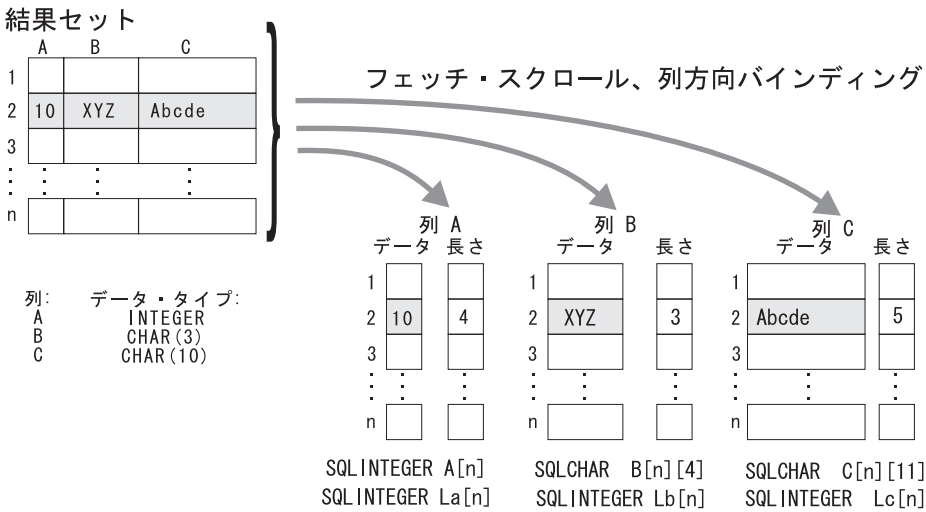 結果セット
A B C
フェッチ・スクロール、列方向バインディング
1
2 10 XYZ Abcde
3
n
列 A 列 B 列 C
データ 長さ データ 長さ データ 長さ
列: データ・タイプ:
A INTEGER
B CHAR(3)
C CHAR(10)
1 1 1
2 10 4 2 XYZ 3 2 Abcde 5
3 3 3
n n n
SQLINTEGER A[n] SQLCHAR B[n][4] SQLCHAR C[n][11]
SQLINTEGER La[n] SQLINTEGER Lb[n] SQLINTEGER Lc[n]